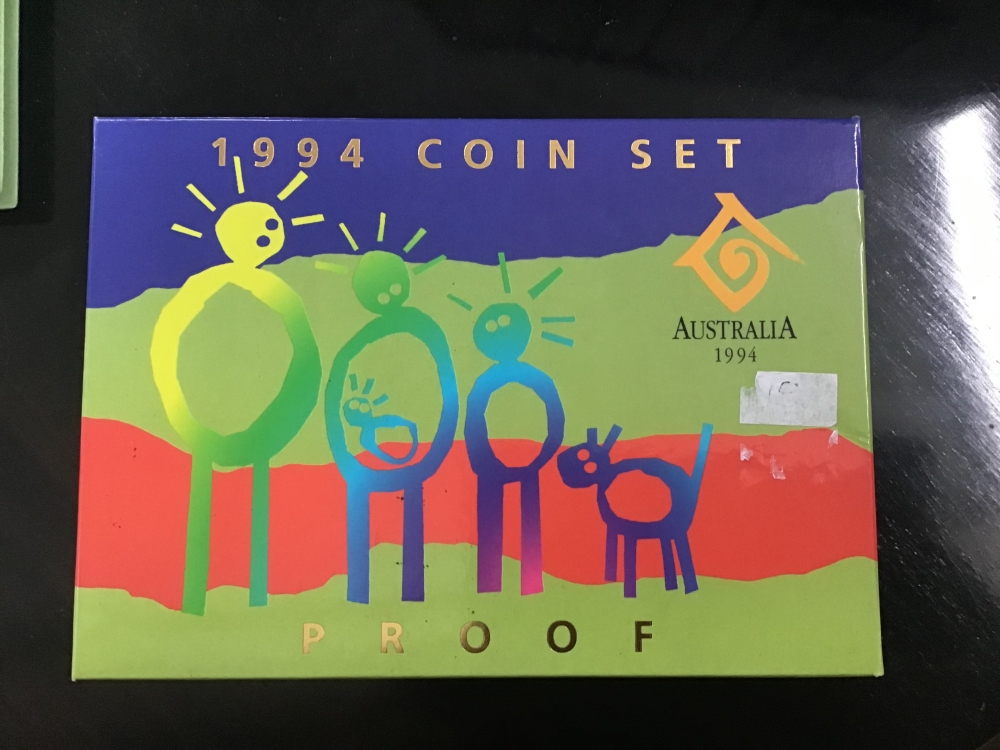 1994 COIN SET
AUSTRALIA
1994
PROOF